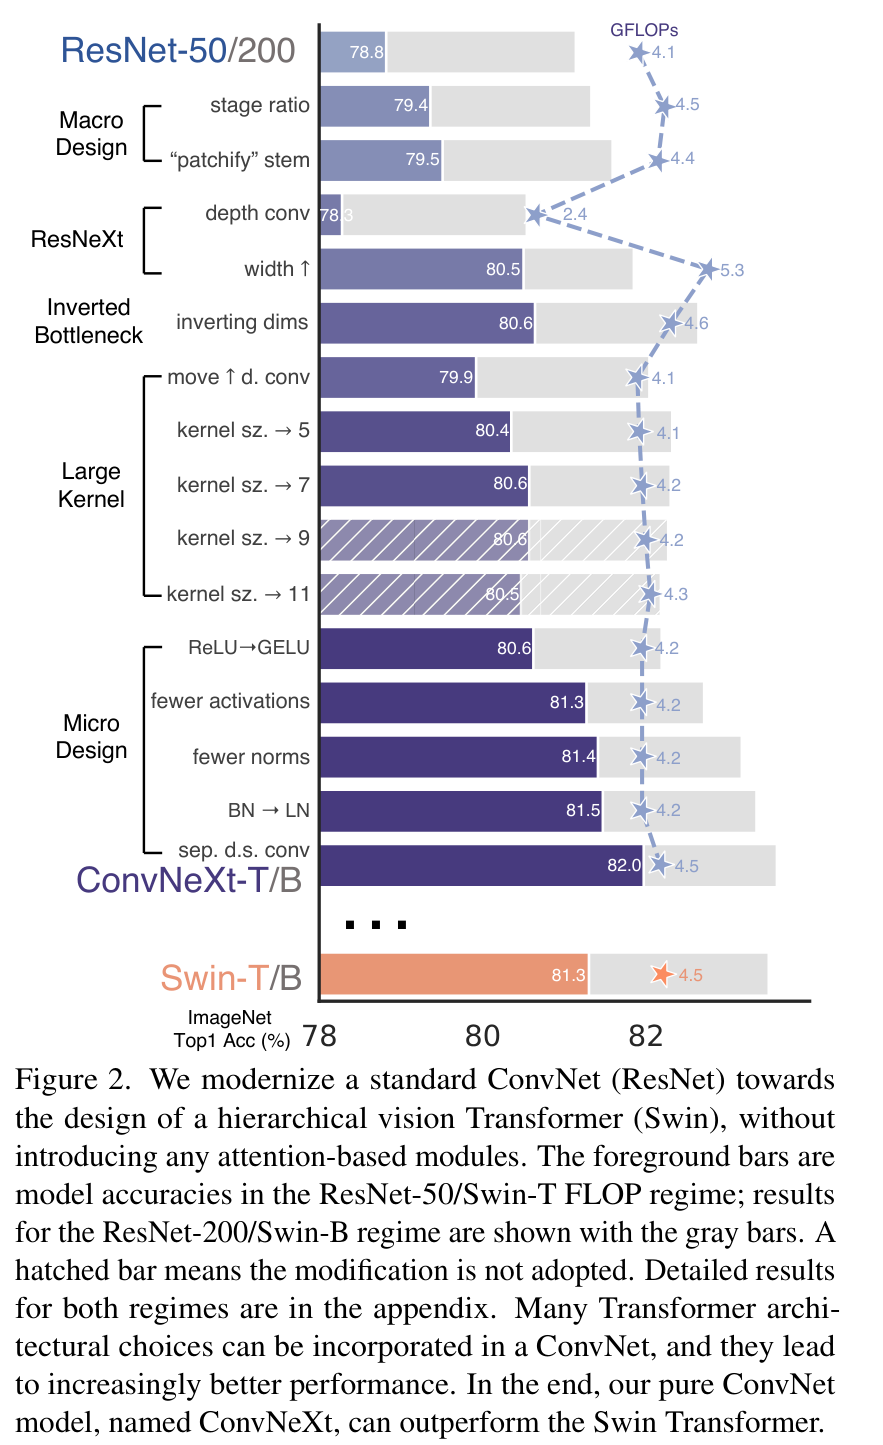 GFLOPs
ResNet-50/200 78.8 4.1
Macro Design
stage ratio 79.4 4.5
“patchify” stem 79.5 4.4
ResNeXt
depth conv 78.3 2.4
width ↑ 80.5 5.3
Inverted Bottleneck
inverting dims 80.6 4.6
Large Kernel
move ↑ d. conv 79.9 4.1
kernel sz. → 5 80.4 4.1
kernel sz. → 7 80.6 4.2
kernel sz. → 9 80.6 4.2
kernel sz. → 11 80.5 4.3
Micro Design
ReLU→GELU 80.6 4.2
fewer activations 81.3 4.2
fewer norms 81.4 4.2
BN → LN 81.5 4.2
sep. d.s. conv
ConvNeXt-T/B 82.0 4.5
. . .
Swin-T/B 81.3 4.5
ImageNet
Top1 Acc (%) 78 80 82
Figure 2. We modernize a standard ConvNet (ResNet) towards
the design of a hierarchical vision Transformer (Swin), without
introducing any attention-based modules. The foreground bars are
model accuracies in the ResNet-50/Swin-T FLOP regime; results
for the ResNet-200/Swin-B regime are shown with the gray bars. A
hatched bar means the modification is not adopted. Detailed results
for both regimes are in the appendix. Many Transformer archi-
tectural choices can be incorporated in a ConvNet, and they lead
to increasingly better performance. In the end, our pure ConvNet
model, named ConvNeXt, can outperform the Swin Transformer.